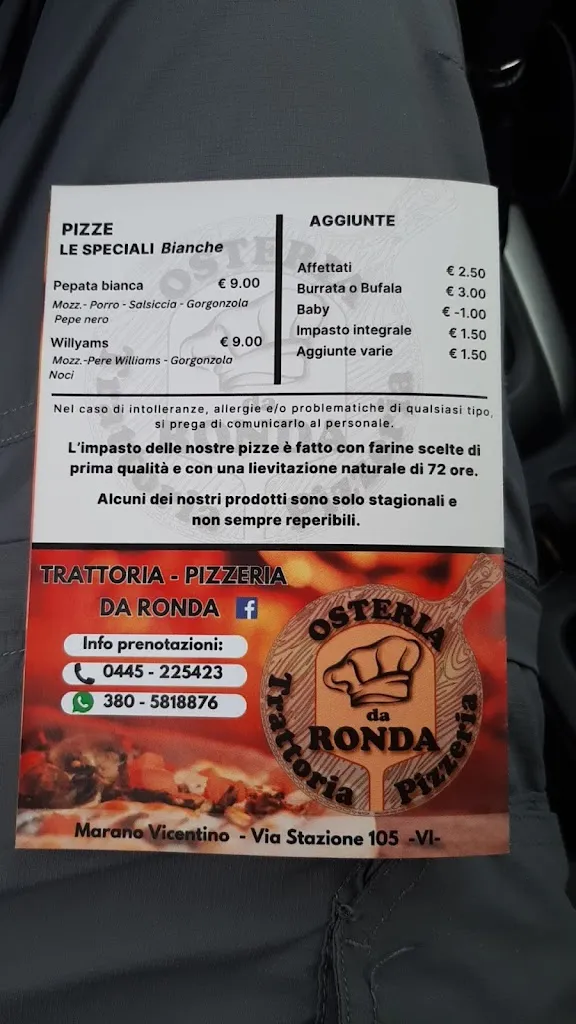 PIZZE
LE SPECIALI Bianche
Pepata bianca € 9.00
Mozz.- Porro - Salsiccia - Gorgonzola
Pepe nero
Willyams € 9.00
Mozz.-Pere Williams - Gorgonzola
Noci
AGGIUNTE
Affettati € 2.50
Burrata o Bufala € 3.00
Baby € -1.00
Impasto integrale € 1.50
Aggiunte varie € 1.50
Nel caso di intolleranze, allergie e/o problematiche di qualsiasi tipo,
si prega di comunicarlo al personale.
L'impasto delle nostre pizze è fatto con farine scelte di
prima qualità e con una lievitazione naturale di 72 ore.
Alcuni dei nostri prodotti sono solo stagionali e
non sempre reperibili.
TRATTORIA - PIZZERIA
DA RONDA f
Info prenotazioni:
0445 - 225423
380 - 5818876
OSTERIA
da
RONDA
Trattoria Pizzeria
Marano Vicentino - Via Stazione 105 -VI-